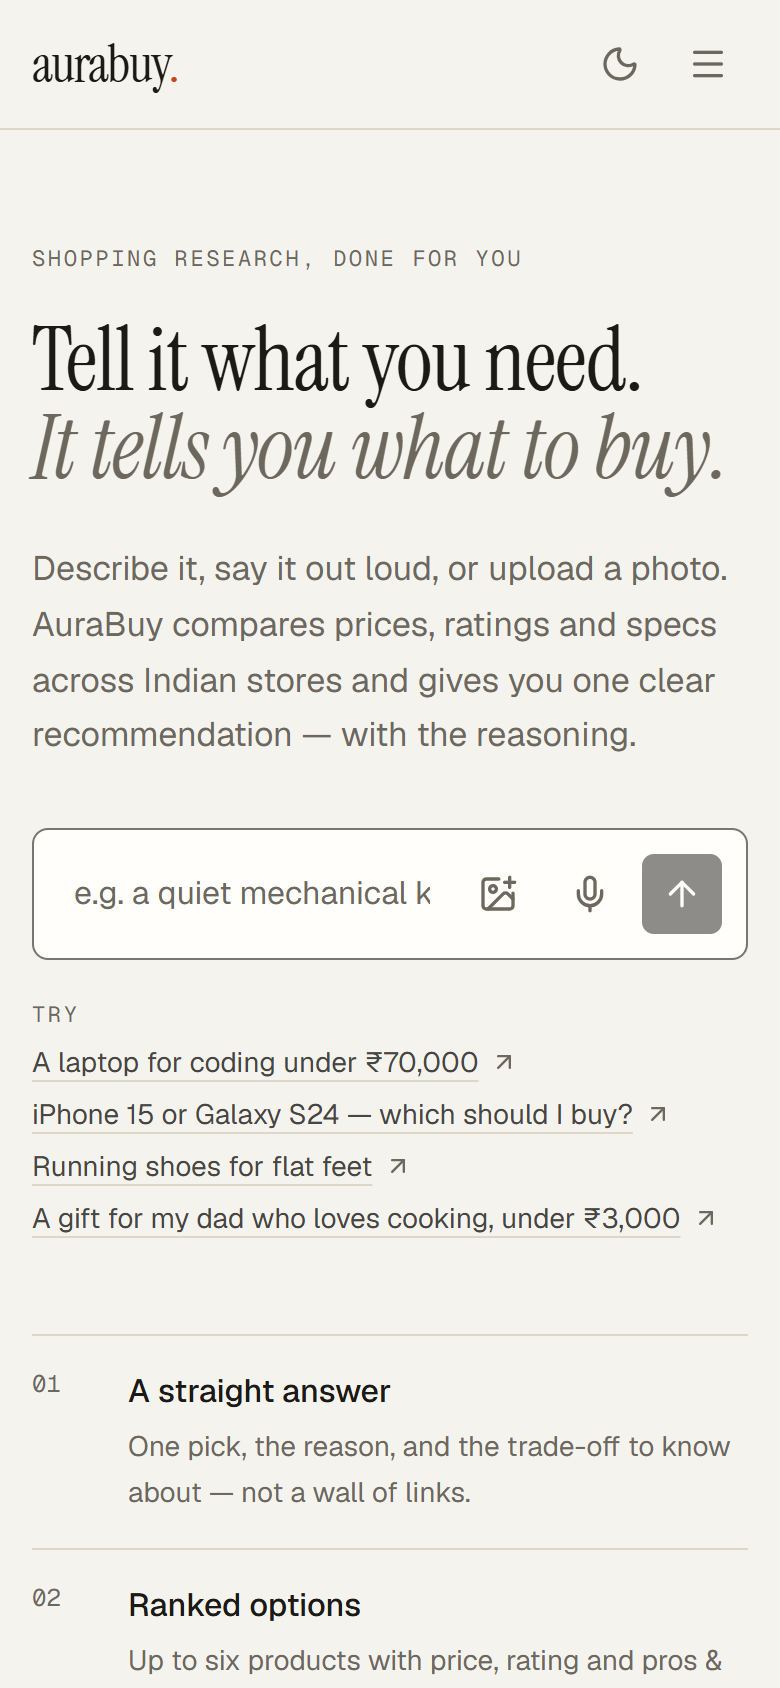 aurabuy.
SHOPPING RESEARCH, DONE FOR YOU
Tell it what you need.
It tells you what to buy.
Describe it, say it out loud, or upload a photo.
AuraBuy compares prices, ratings and specs
across Indian stores and gives you one clear
recommendation — with the reasoning.
e.g. a quiet mechanical k
TRY
A laptop for coding under ₹70,000
iPhone 15 or Galaxy S24 — which should I buy?
Running shoes for flat feet
A gift for my dad who loves cooking, under ₹3,000
01
A straight answer
One pick, the reason, and the trade-off to know
about — not a wall of links.
02
Ranked options
Up to six products with price, rating and pros &